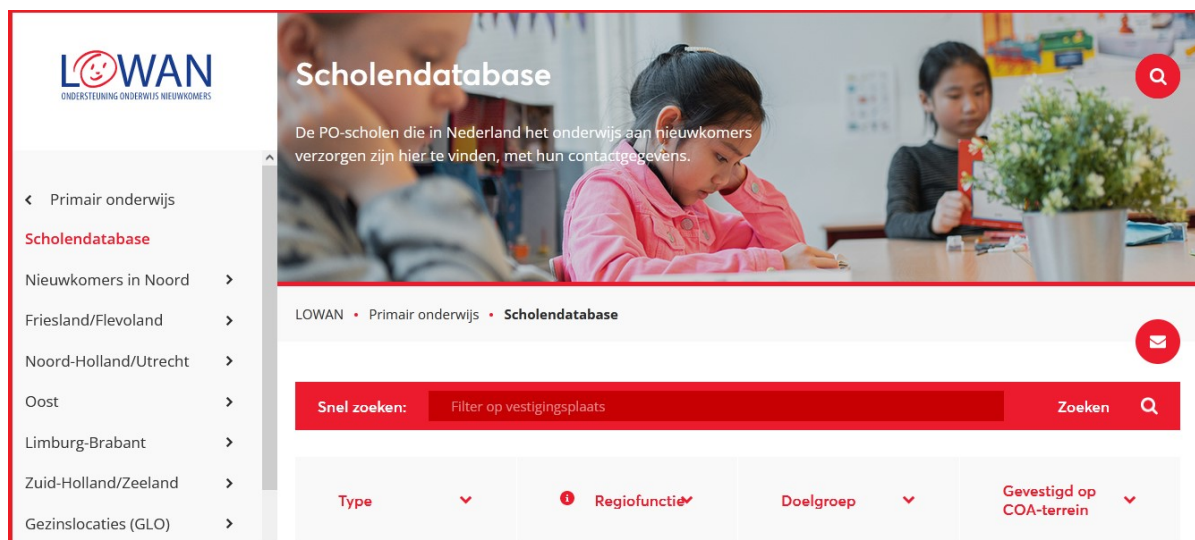 LOWAN
ONDERSTEUNING ONDERWIJS NIEUWKOMERS
Primair onderwijs
Scholendatabase
Nieuwkomers in Noord
Friesland/Flevoland
Noord-Holland/Utrecht
Oost
Limburg-Brabant
Zuid-Holland/Zeeland
Gezinslocaties (GLO)
Scholendatabase
De PO-scholen die in Nederland het onderwijs aan nieuwkomers
verzorgen zijn hier te vinden, met hun contactgegevens.
LOWAN • Primair onderwijs • Scholendatabase
Snel zoeken: Filter op vestigingsplaats Zoeken
Type Regiofunctie Doelgroep Gevestigd op
COA-terrein